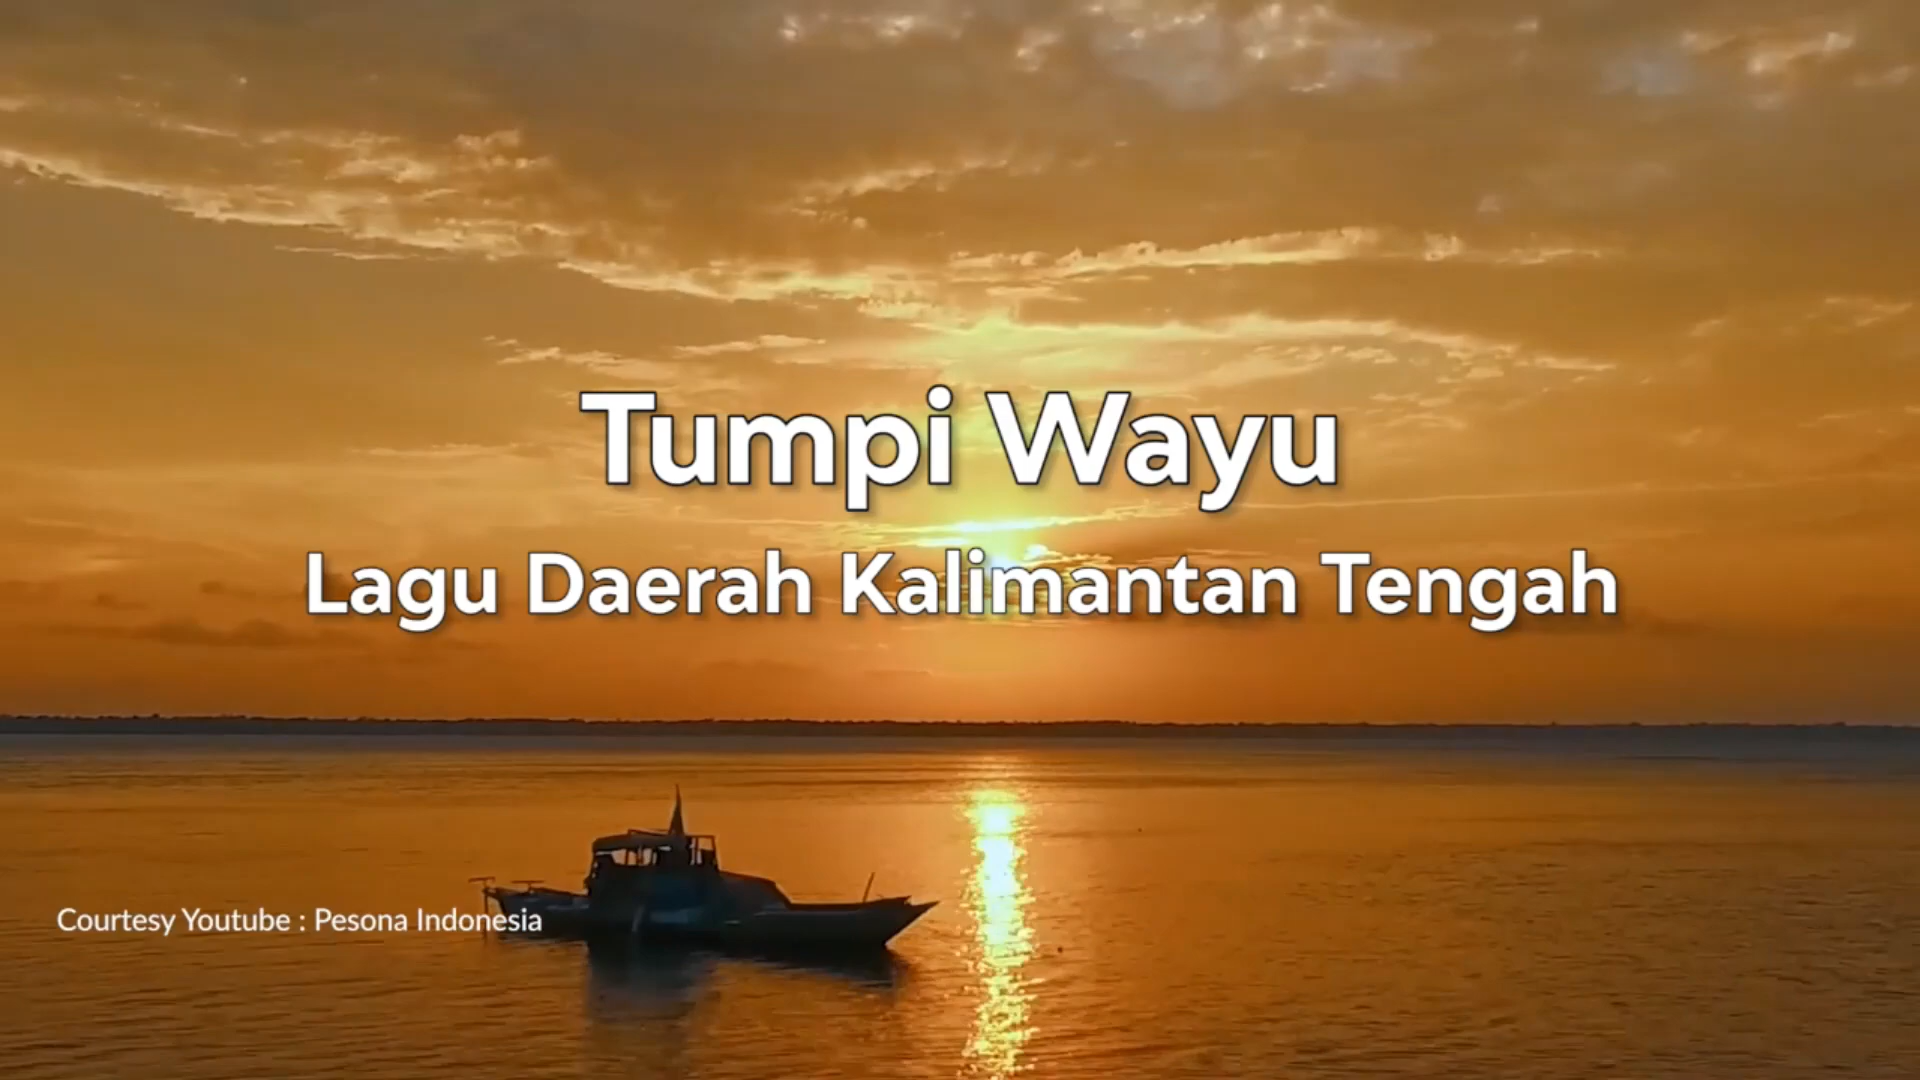 Tumpi Wayu
Lagu Daerah Kalimantan Tengah
Courtesy Youtube : Pesona Indonesia